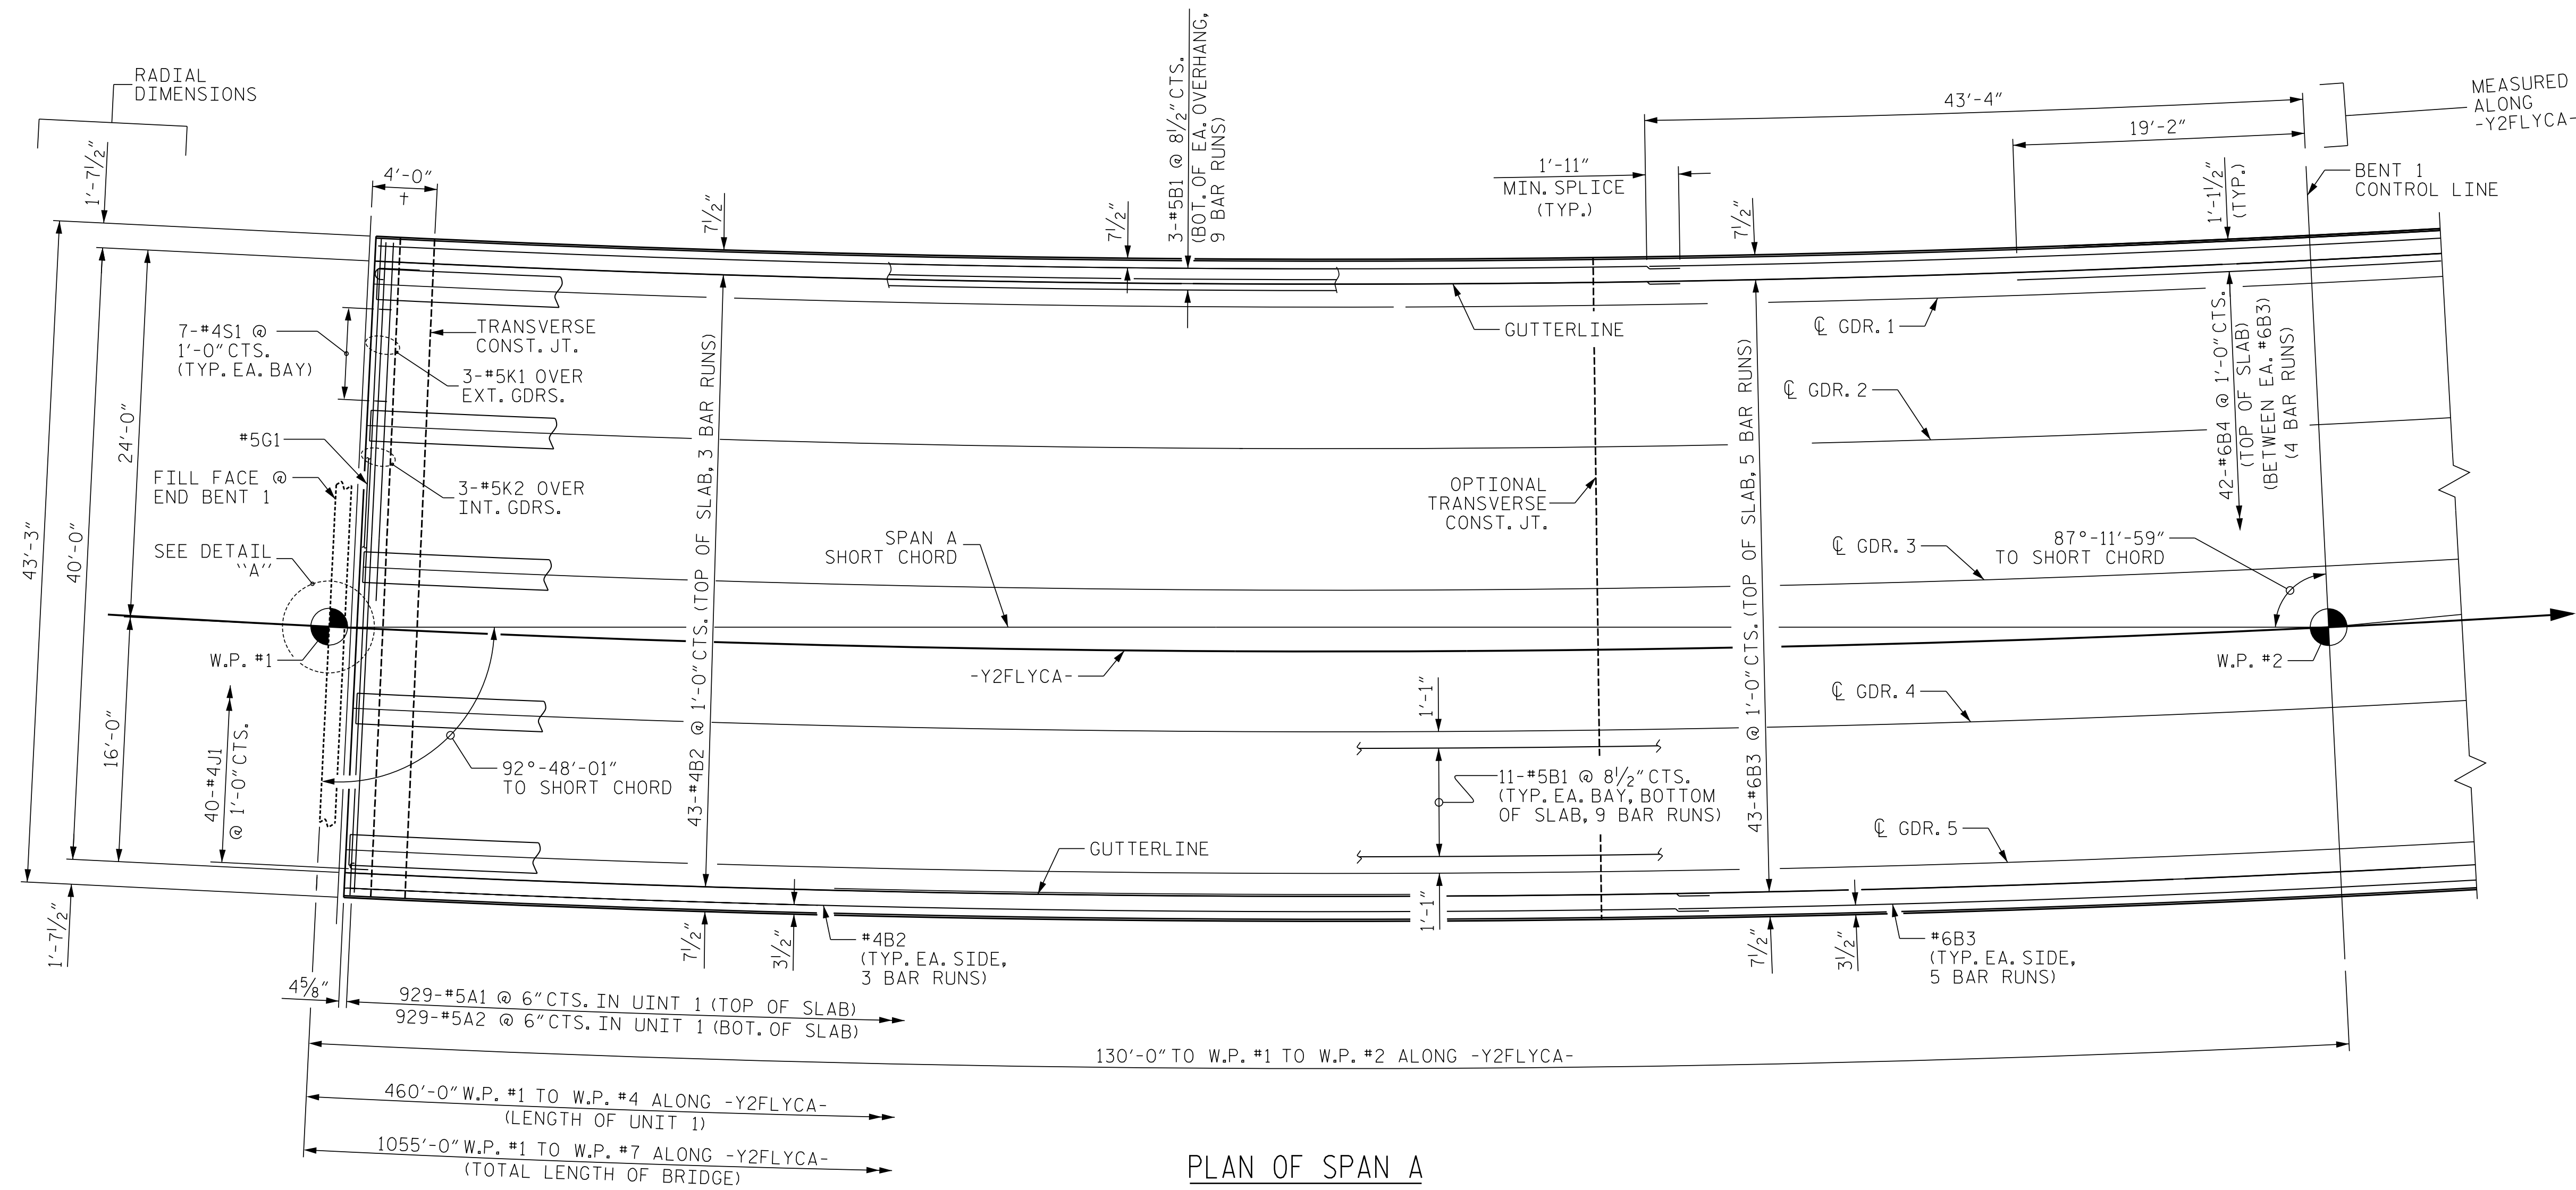 RADIAL
DIMENSIONS
1'-7½"
4'-0"
†
7½"
7½"
3-#5B1 @ 8½" CTS.
(BOT. OF EA. OVERHANG,
9 BAR RUNS)
43'-4"
19'-2"
MEASURED
ALONG
-Y2FLYCA-
1'-11"
MIN. SPLICE
(TYP.)
7½"
1'-1½"
(TYP.)
BENT 1
CONTROL LINE
7-#4S1 @
1'-0" CTS.
(TYP. EA. BAY)
TRANSVERSE
CONST. JT.
3-#5K1 OVER
EXT. GDRS.
GUTTERLINE
℄ GDR. 1
℄ GDR. 2
42-#6B4 @ 1'-0" CTS.
(TOP OF SLAB)
(BETWEEN EA. #6B3)
(4 BAR RUNS)
24'-0"
#5G1
FILL FACE @
END BENT 1
3-#5K2 OVER
INT. GDRS.
43-#4B2 @ 1'-0" CTS. (TOP OF SLAB, 3 BAR RUNS)
OPTIONAL
TRANSVERSE
CONST. JT.
43-#6B3 @ 1'-0" CTS. (TOP OF SLAB, 5 BAR RUNS)
43'-3"
40'-0"
SEE DETAIL
"A"
SPAN A
SHORT CHORD
℄ GDR. 3
87°-11'-59"
TO SHORT CHORD
W.P. #1
-Y2FLYCA-
W.P. #2
16'-0"
40-#4J1
@ 1'-0" CTS.
92°-48'-01"
TO SHORT CHORD
1'-1"
℄ GDR. 4
11-#5B1 @ 8½" CTS.
(TYP. EA. BAY, BOTTOM
OF SLAB, 9 BAR RUNS)
℄ GDR. 5
GUTTERLINE
1'-7½"
7½"
3½"
#4B2
(TYP. EA. SIDE,
3 BAR RUNS)
1'-1"
7½"
3½"
#6B3
(TYP. EA. SIDE,
5 BAR RUNS)
4⅝"
929-#5A1 @ 6" CTS. IN UINT 1 (TOP OF SLAB)
929-#5A2 @ 6" CTS. IN UNIT 1 (BOT. OF SLAB)
130'-0" TO W.P. #1 TO W.P. #2 ALONG -Y2FLYCA-
460'-0" W.P. #1 TO W.P. #4 ALONG -Y2FLYCA-
(LENGTH OF UNIT 1)
1055'-0" W.P. #1 TO W.P. #7 ALONG -Y2FLYCA-
(TOTAL LENGTH OF BRIDGE)
PLAN OF SPAN A